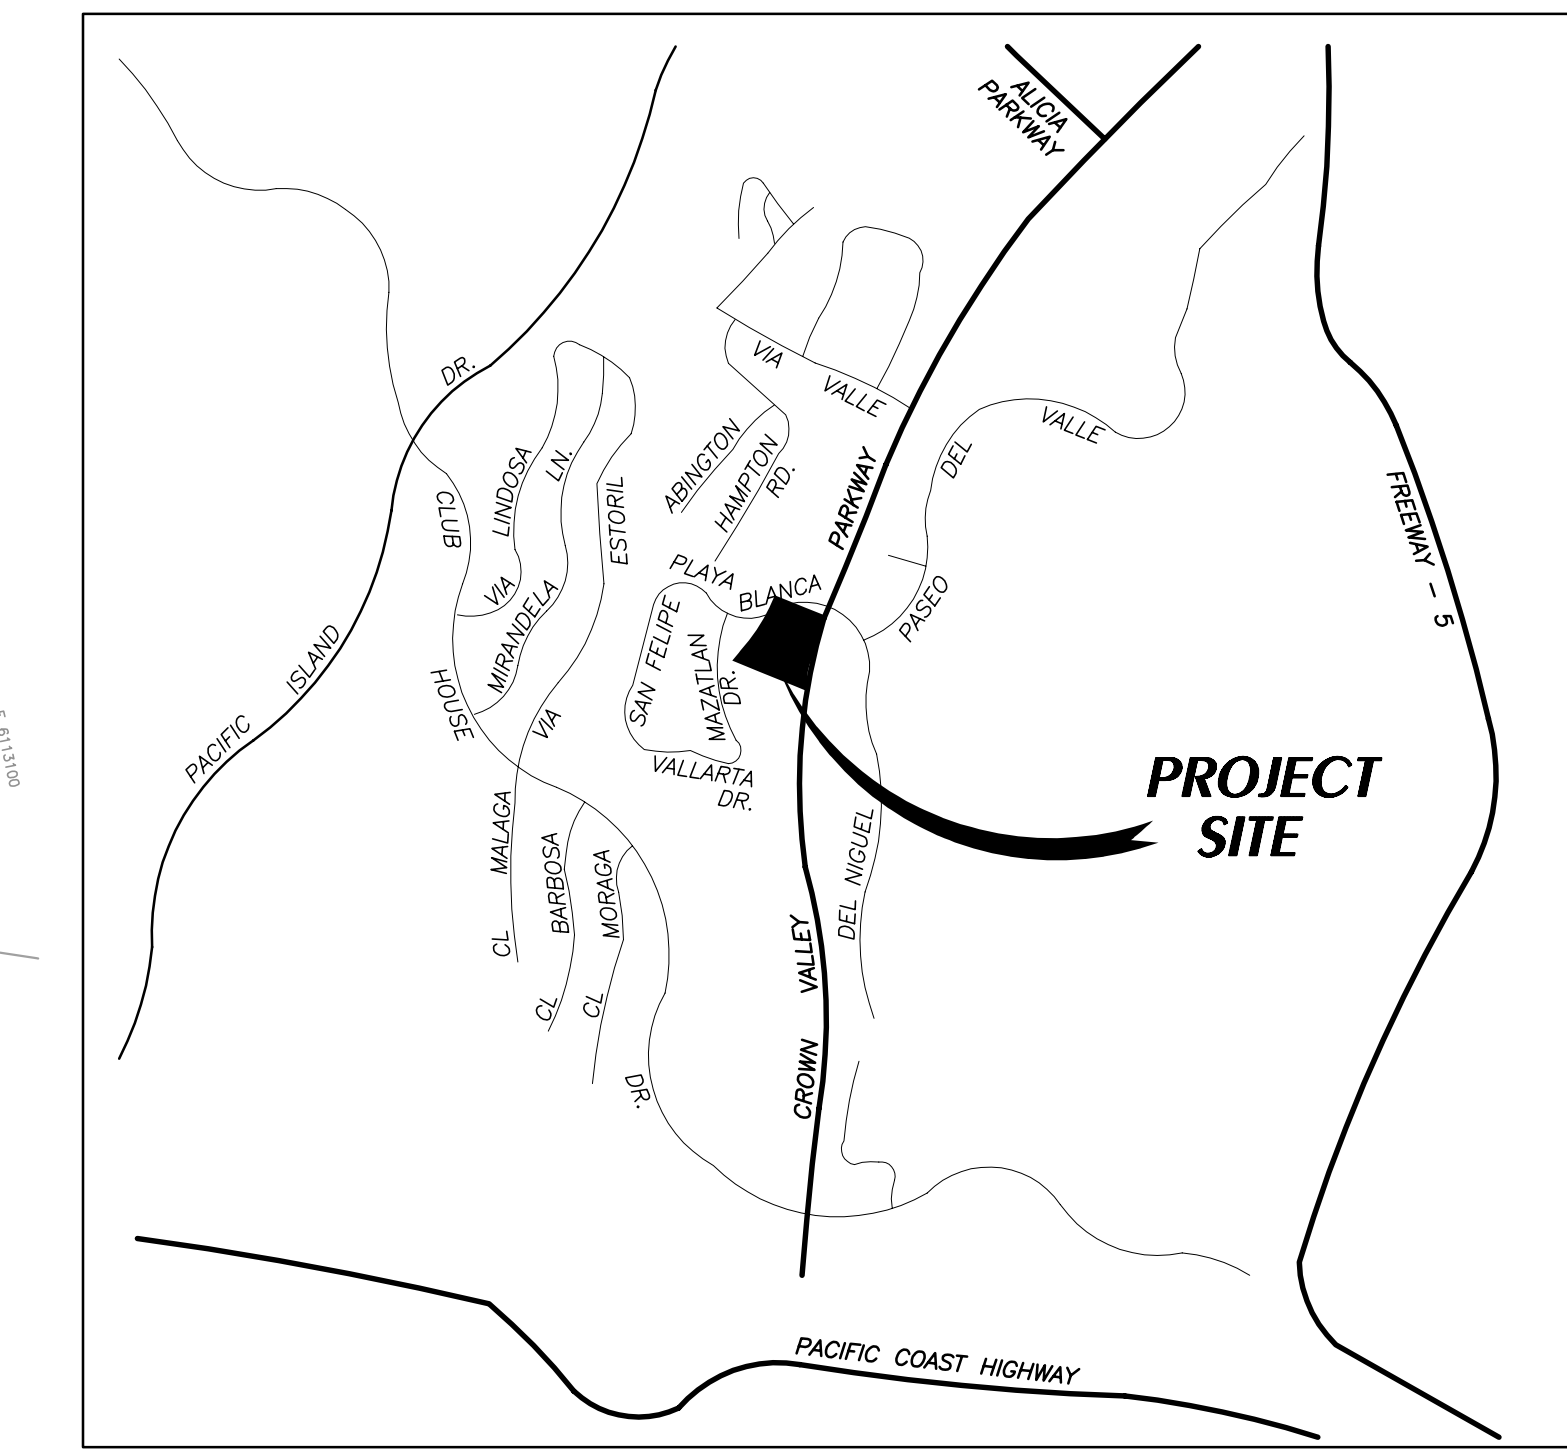 ALICIA
PARKWAY
VIA
VALLE
DR.
ABINGTON
HAMPTON
RD.
PARKWAY
DEL
VALLE
PASEO
FREEWAY - 5
CLUB
HOUSE
DR.
LINDOSA
VIA
LN.
MIRANDELA
ESTORIL
VIA
PLAYA
BLANCA
SAN FELIPE
MAZATLAN
DR.
VALLARTA
DR.
PACIFIC
ISLAND
CL MALAGA
CL BARBOSA
CL MORAGA
DEL NIGUEL
CROWN VALLEY
PROJECT
SITE
PACIFIC COAST HIGHWAY
6113100